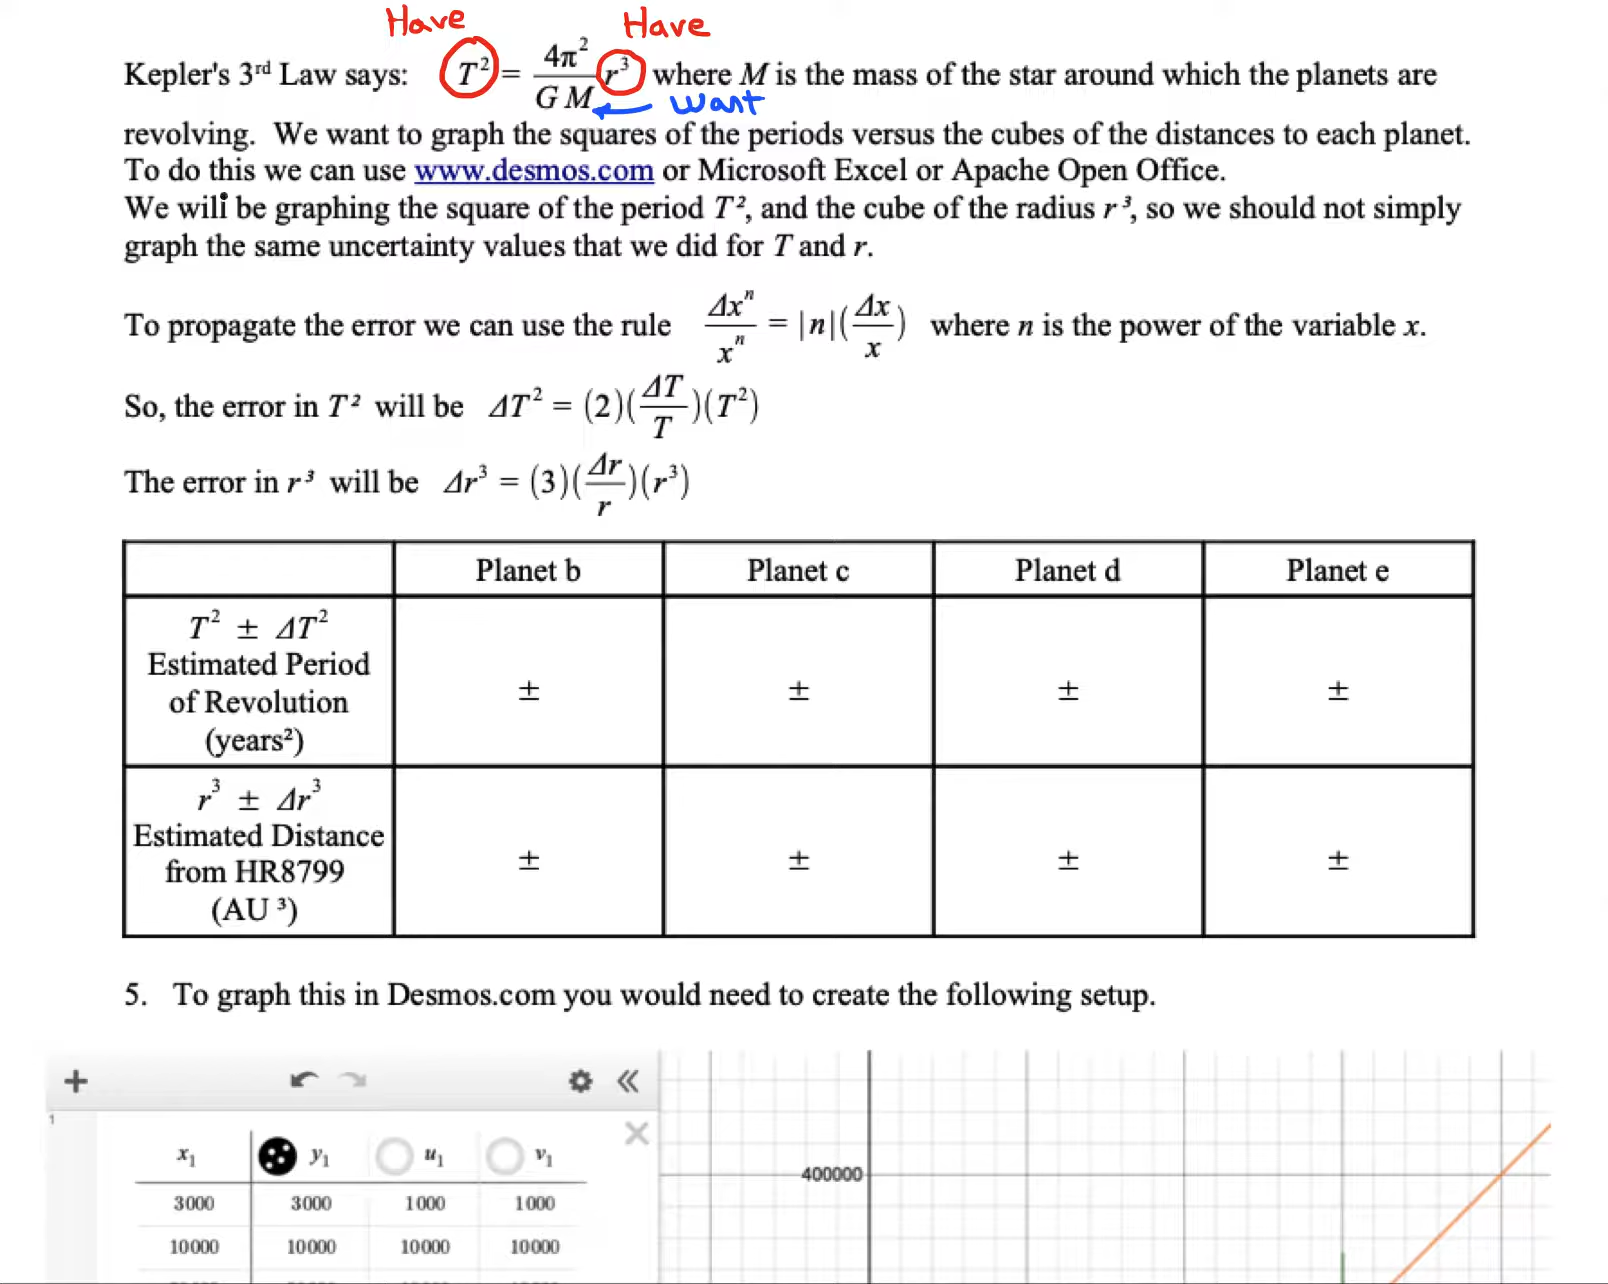 Have Have
Kepler's 3rd Law says: T² = 4π²/(G M) r³ where M is the mass of the star around which the planets are
want
revolving. We want to graph the squares of the periods versus the cubes of the distances to each planet.
To do this we can use www.desmos.com or Microsoft Excel or Apache Open Office.
We will be graphing the square of the period T², and the cube of the radius r³, so we should not simply
graph the same uncertainty values that we did for T and r.
To propagate the error we can use the rule Δxⁿ/xⁿ = |n|(Δx/x) where n is the power of the variable x.
So, the error in T² will be ΔT² = (2)(ΔT/T)(T²)
The error in r³ will be Δr³ = (3)(Δr/r)(r³)
Planet b Planet c Planet d Planet e
T² ± ΔT²
Estimated Period
of Revolution
(years²)
± ± ± ±
r³ ± Δr³
Estimated Distance
from HR8799
(AU ³)
± ± ± ±
5. To graph this in Desmos.com you would need to create the following setup.
1
x₁ y₁ u₁ v₁
3000 3000 1000 1000
10000 10000 10000 10000
400000